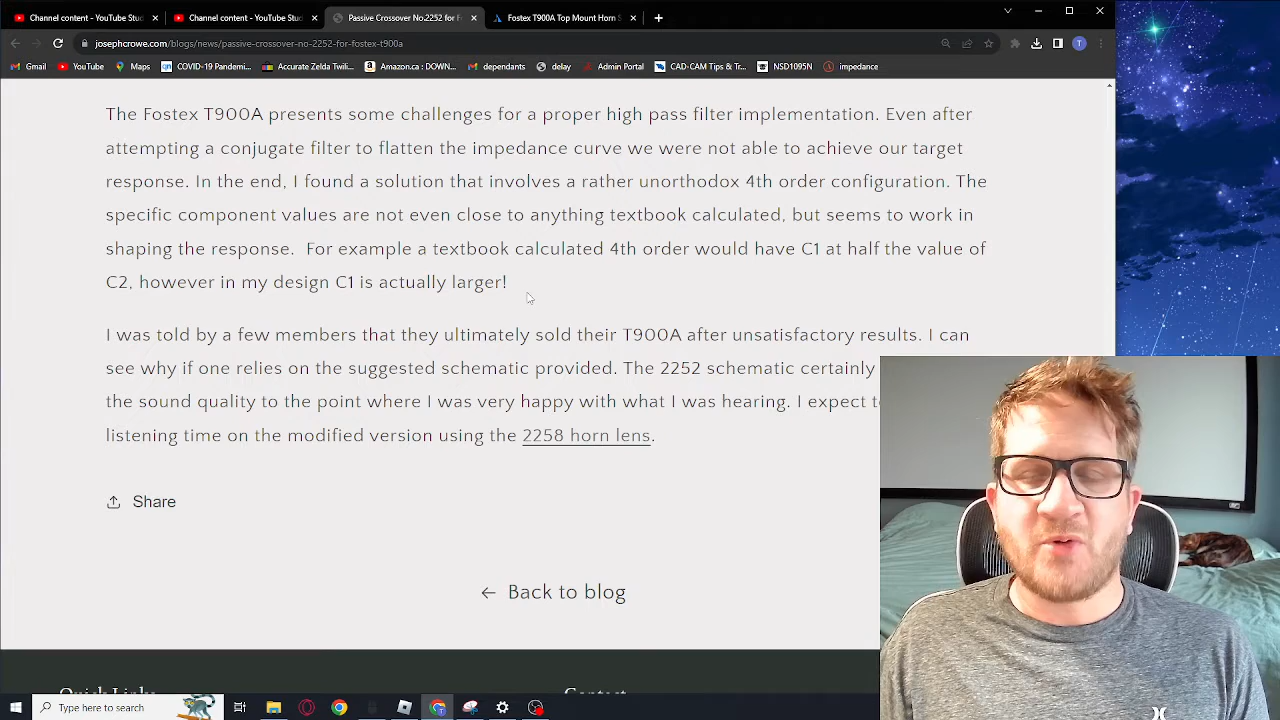 Channel content - YouTube Stud
Channel content - YouTube Stud
Passive Crossover No2252 for F
Fostex T900A Top Mount Horn S
josephcrowe.com/blogs/news/passive-crossover-no-2252-for-fostex-t900a
Gmail
YouTube
Maps
COVID-19 Pandemi...
Accurate Zelda Twili...
Amazon.ca : DOWN...
dependants
delay
Admin Portal
CAD-CAM Tips & Tr...
NSD1095N
impedance
The Fostex T900A presents some challenges for a proper high pass filter implementation. Even after
attempting a conjugate filter to flatten the impedance curve we were not able to achieve our target
response. In the end, I found a solution that involves a rather unorthodox 4th order configuration. The
specific component values are not even close to anything textbook calculated, but seems to work in
shaping the response. For example a textbook calculated 4th order would have C1 at half the value of
C2, however in my design C1 is actually larger!
I was told by a few members that they ultimately sold their T900A after unsatisfactory results. I can
see why if one relies on the suggested schematic provided. The 2252 schematic certainly
the sound quality to the point where I was very happy with what I was hearing. I expect
listening time on the modified version using the 2258 horn lens.
Share
← Back to blog
Quick Links
Contact
Type here to search